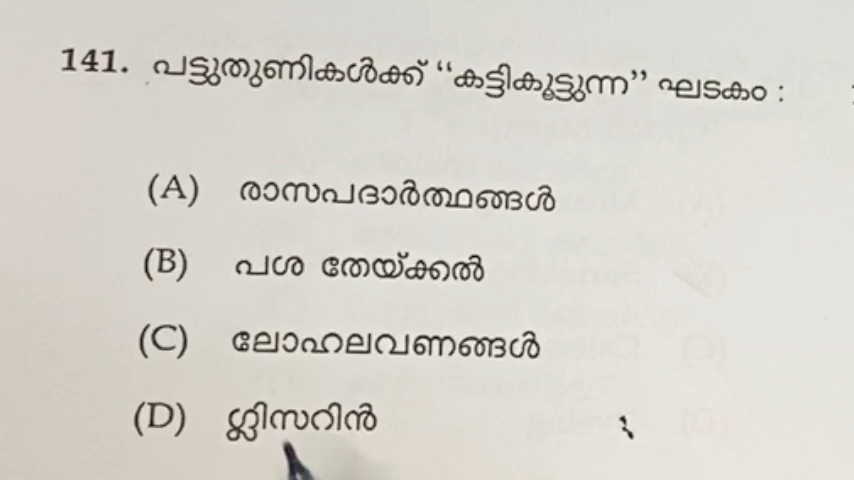 141. പട്ടുതുണികൾക്ക് “കട്ടികൂട്ടുന്ന” ഘടകം :
(A) രാസപദാർത്ഥങ്ങൾ
(B) പശ തേയ്ക്കൽ
(C) ലോഹലവണങ്ങൾ
(D) ഗ്ലിസറിൻ